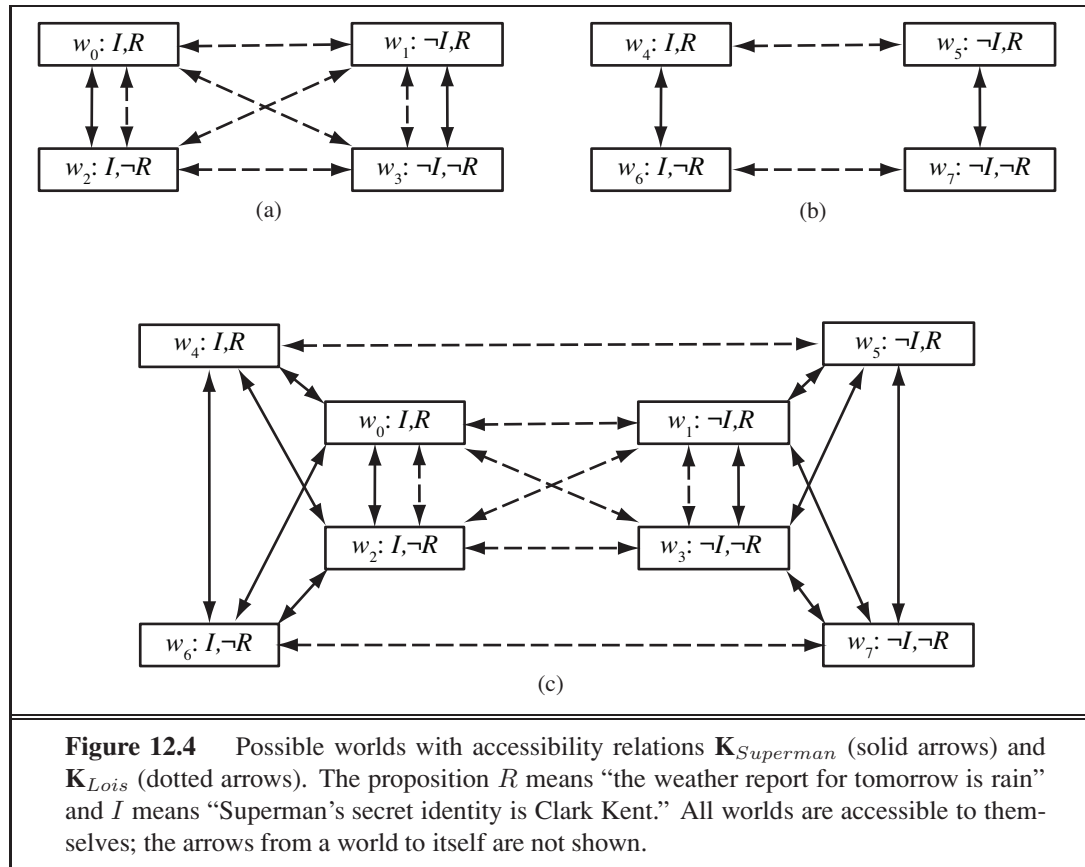 w₀: I,R
w₁: ¬I,R
w₂: I,¬R
w₃: ¬I,¬R
(a)
w₄: I,R
w₅: ¬I,R
w₆: I,¬R
w₇: ¬I,¬R
(b)
w₄: I,R
w₅: ¬I,R
w₀: I,R
w₁: ¬I,R
w₂: I,¬R
w₃: ¬I,¬R
w₆: I,¬R
w₇: ¬I,¬R
(c)
Figure 12.4 Possible worlds with accessibility relations K_Superman (solid arrows) and
K_Lois (dotted arrows). The proposition R means “the weather report for tomorrow is rain”
and I means “Superman’s secret identity is Clark Kent.” All worlds are accessible to them-
selves; the arrows from a world to itself are not shown.